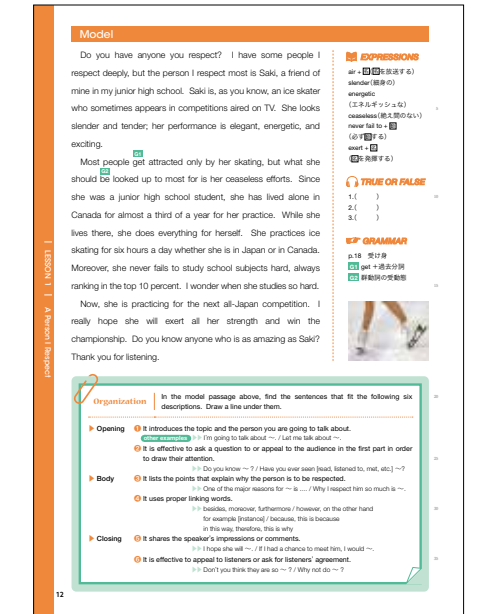 Model
Do you have anyone you respect? I have some people I
respect deeply, but the person I respect most is Saki, a friend of
mine in my junior high school. Saki is, as you know, an ice skater
who sometimes appears in competitions aired on TV. She looks
slender and tender; her performance is elegant, energetic, and
exciting.
G1
Most people get attracted only by her skating, but what she
G2
should be looked up to most for is her ceaseless efforts. Since
she was a junior high school student, she has lived alone in
Canada for almost a third of a year for her practice. While she
lives there, she does everything for herself. She practices ice
skating for six hours a day whether she is in Japan or in Canada.
Moreover, she never fails to study school subjects hard, always
ranking in the top 10 percent. I wonder when she studies so hard.
Now, she is practicing for the next all-Japan competition. I
really hope she will exert all her strength and win the
championship. Do you know anyone who is as amazing as Saki?
Thank you for listening.
EXPRESSIONS
air +
を放送する)
slender(細身の)
energetic
(エネルギッシュな)
ceaseless(絶え間のない)
never fail to +
(必ず する)
exert +
を発揮する)
TRUE OR FALSE
1.( )
2.( )
3.( )
GRAMMAR
p.18 受け身
G1 get +過去分詞
G2 群動詞の受動態
LESSON 1 | A Person I Respect
Organization
In the model passage above, find the sentences that fit the following six
descriptions. Draw a line under them.
Opening
1 It introduces the topic and the person you are going to talk about.
other examples I'm going to talk about ~. / Let me talk about ~.
2 It is effective to ask a question to or appeal to the audience in the first part in order
to draw their attention.
Do you know ~ ? / Have you ever seen [read, listened to, met, etc.] ~?
Body
3 It lists the points that explain why the person is to be respected.
One of the major reasons for ~ is .... / Why I respect him so much is ~.
4 It uses proper linking words.
besides, moreover, furthermore / however, on the other hand
for example [instance] / because, this is because
in this way, therefore, this is why
Closing
5 It shares the speaker's impressions or comments.
I hope she will ~. / If I had a chance to meet him, I would ~.
6 It is effective to appeal to listeners or ask for listeners' agreement.
Don't you think they are so ~ ? / Why not do ~ ?
12